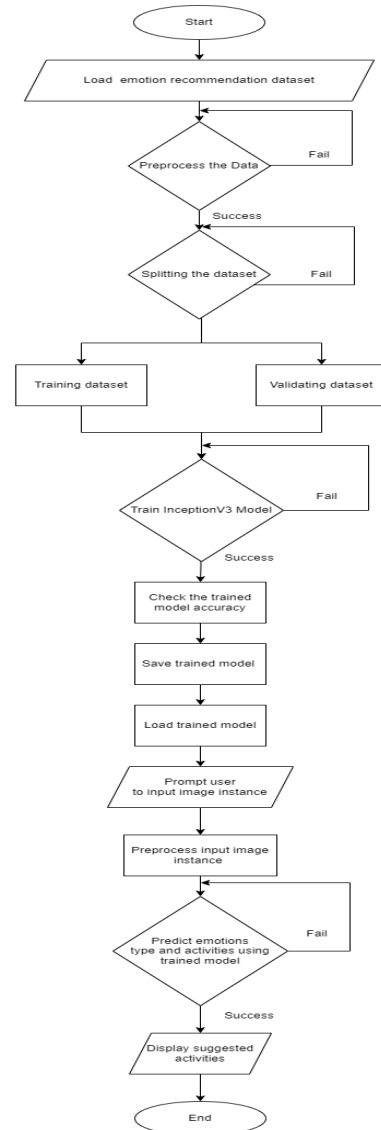 Start
Load emotion recommendation dataset
Fail
Preprocess the Data
Success
Splitting the dataset
Fail
Training dataset
Validating dataset
Fail
Train InceptionV3 Model
Success
Check the trained
model accuracy
Save trained model
Load trained model
Prompt user
to input image instance
Preprocess input image
instance
Fail
Predict emotions
type and activities using
trained model
Success
Display suggested
activities
End